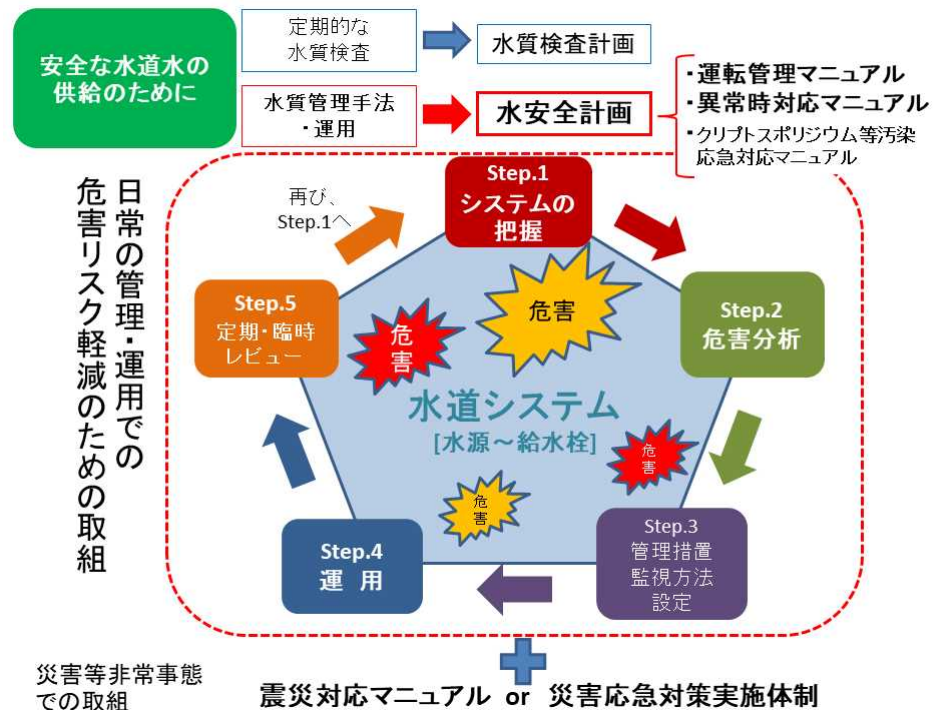 安全な水道水の
供給のために
定期的な
水質検査
水質検査計画
水質管理手法
・運用
水安全計画
・運転管理マニュアル
・異常時対応マニュアル
・クリプトスポリジウム等汚染
応急対応マニュアル
日常の管理・運用での
危害リスク軽減のための取組
再び、
Step.1へ
Step.1
システムの
把握
Step.2
危害分析
Step.3
管理措置
監視方法
設定
Step.4
運 用
Step.5
定期・臨時
レビュー
危害
危
害
水道システム
[水源～給水栓]
危
害
危
害
災害等非常事態
での取組
震災対応マニュアル or 災害応急対策実施体制